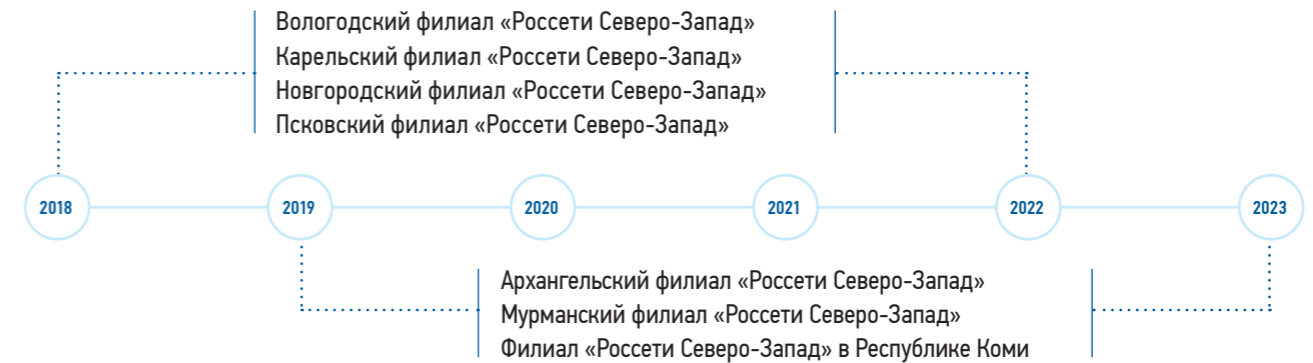 Вологодский филиал «Россети Северо-Запад»
Карельский филиал «Россети Северо-Запад»
Новгородский филиал «Россети Северо-Запад»
Псковский филиал «Россети Северо-Запад»
2018 2019 2020 2021 2022 2023
Архангельский филиал «Россети Северо-Запад»
Мурманский филиал «Россети Северо-Запад»
Филиал «Россети Северо-Запад» в Республике Коми